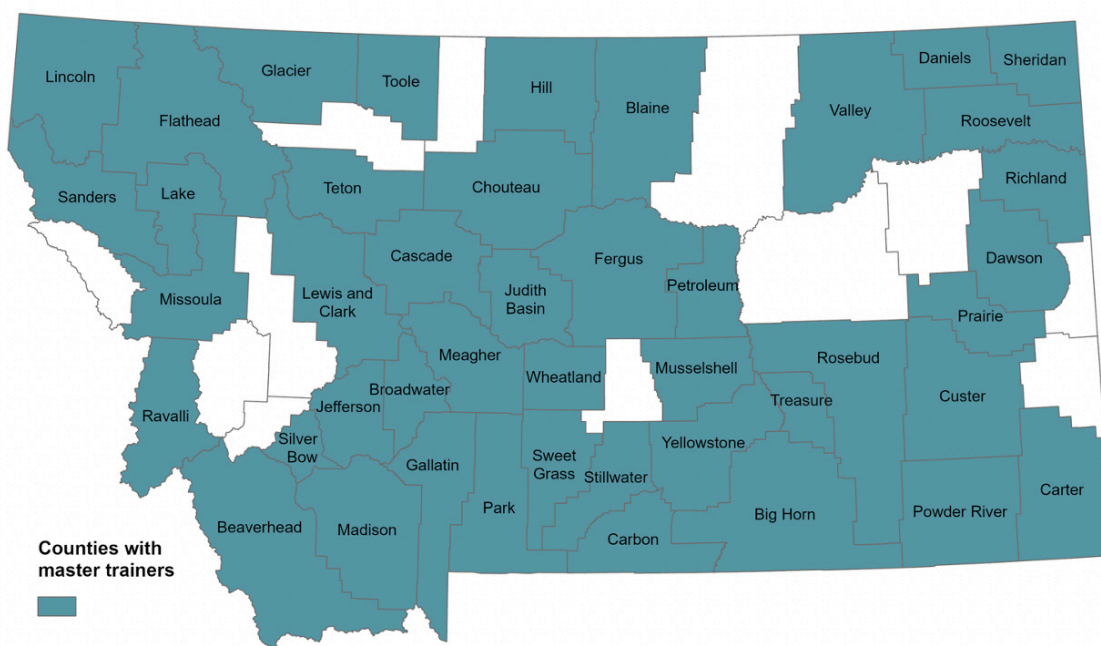 Lincoln
Flathead
Glacier
Toole
Hill
Blaine
Valley
Daniels
Sheridan
Roosevelt
Sanders
Lake
Teton
Chouteau
Richland
Cascade
Fergus
Dawson
Missoula
Lewis and
Clark
Judith
Basin
Petroleum
Prairie
Meagher
Wheatland
Musselshell
Rosebud
Ravalli
Jefferson
Broadwater
Treasure
Custer
Silver
Bow
Gallatin
Sweet
Grass
Stillwater
Yellowstone
Beaverhead
Madison
Park
Carbon
Big Horn
Powder River
Carter
Counties with
master trainers